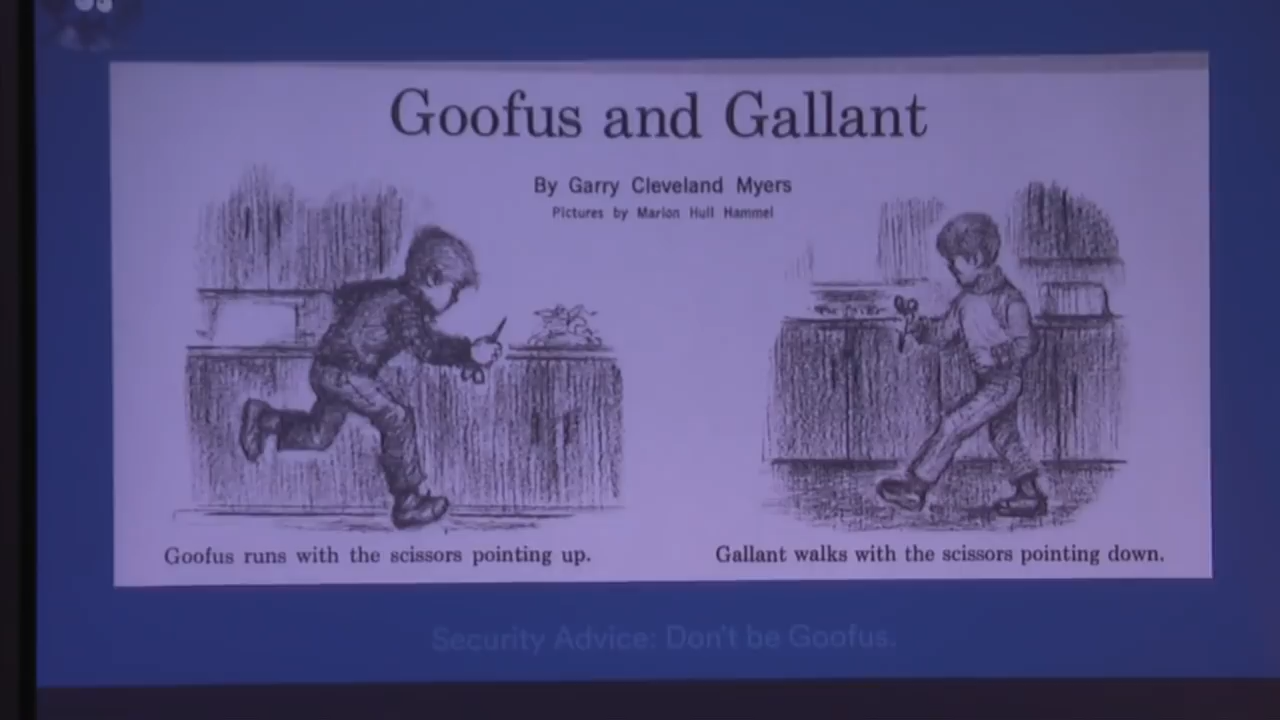 Goofus and Gallant
By Garry Cleveland Myers
Pictures by Marion Hull Hammel
Goofus runs with the scissors pointing up.
Gallant walks with the scissors pointing down.
Security Advice: Don't be Goofus.